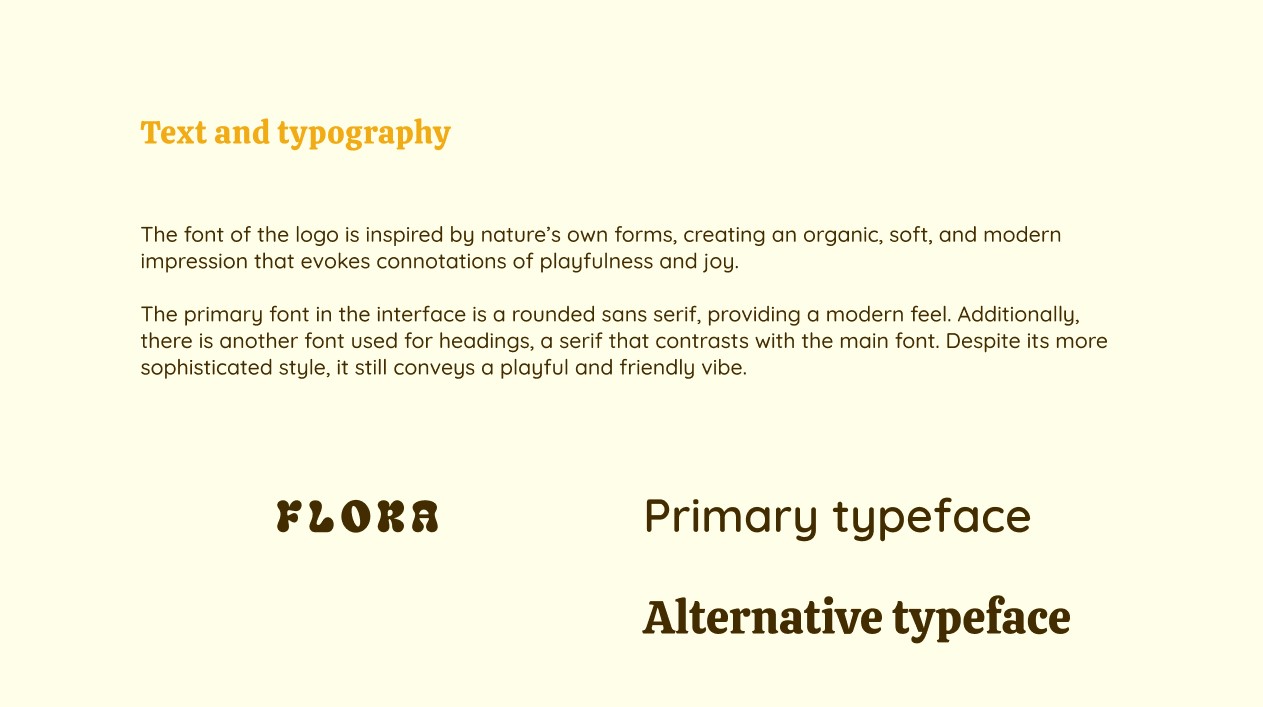 Text and typography
The font of the logo is inspired by nature’s own forms, creating an organic, soft, and modern
impression that evokes connotations of playfulness and joy.
The primary font in the interface is a rounded sans serif, providing a modern feel. Additionally,
there is another font used for headings, a serif that contrasts with the main font. Despite its more
sophisticated style, it still conveys a playful and friendly vibe.
FLOKA
Primary typeface
Alternative typeface